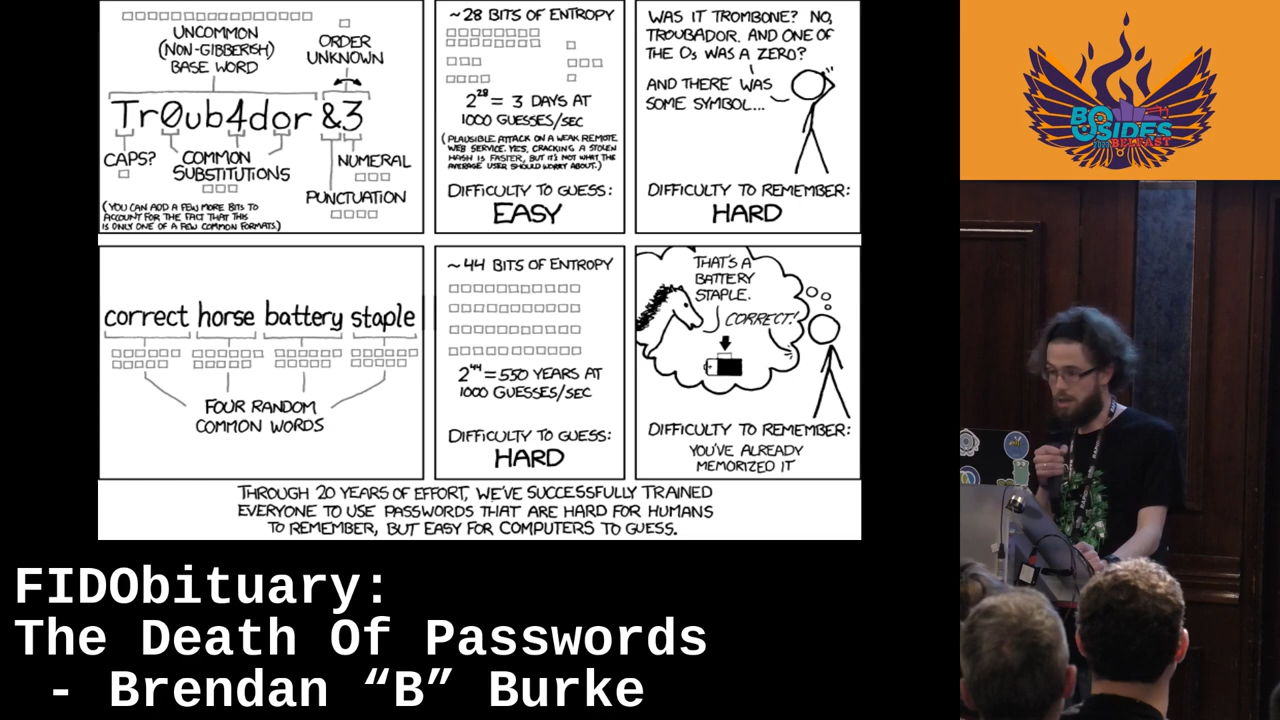 UNCOMMON
(NON-GIBBERISH)
BASE WORD
ORDER
UNKNOWN
Tr0ub4dor &3
CAPS?
COMMON
SUBSTITUTIONS
NUMERAL
PUNCTUATION
(YOU CAN ADD A FEW MORE BITS TO
ACCOUNT FOR THE FACT THAT THIS
IS ONLY ONE OF A FEW COMMON FORMATS.)
~28 BITS OF ENTROPY
2^28 = 3 DAYS AT
1000 GUESSES/SEC
(PLAUSIBLE ATTACK ON A WEAK REMOTE
WEB SERVICE. YES, CRACKING A STOLEN
HASH IS FASTER, BUT IT'S NOT WHAT THE
AVERAGE USER SHOULD WORRY ABOUT.)
DIFFICULTY TO GUESS:
EASY
WAS IT TROMBONE? NO,
TROUBADOR. AND ONE OF
THE Os WAS A ZERO?
AND THERE WAS
SOME SYMBOL...
DIFFICULTY TO REMEMBER:
HARD
correct horse battery staple
FOUR RANDOM
COMMON WORDS
~44 BITS OF ENTROPY
2^44 = 550 YEARS AT
1000 GUESSES/SEC
DIFFICULTY TO GUESS:
HARD
THAT'S A
BATTERY
STAPLE.
CORRECT!
DIFFICULTY TO REMEMBER:
YOU'VE ALREADY
MEMORIZED IT
THROUGH 20 YEARS OF EFFORT, WE'VE SUCCESSFULLY TRAINED
EVERYONE TO USE PASSWORDS THAT ARE HARD FOR HUMANS
TO REMEMBER, BUT EASY FOR COMPUTERS TO GUESS.
FIDObituary:
The Death Of Passwords
- Brendan “B” Burke
BSIDES
BELFAST